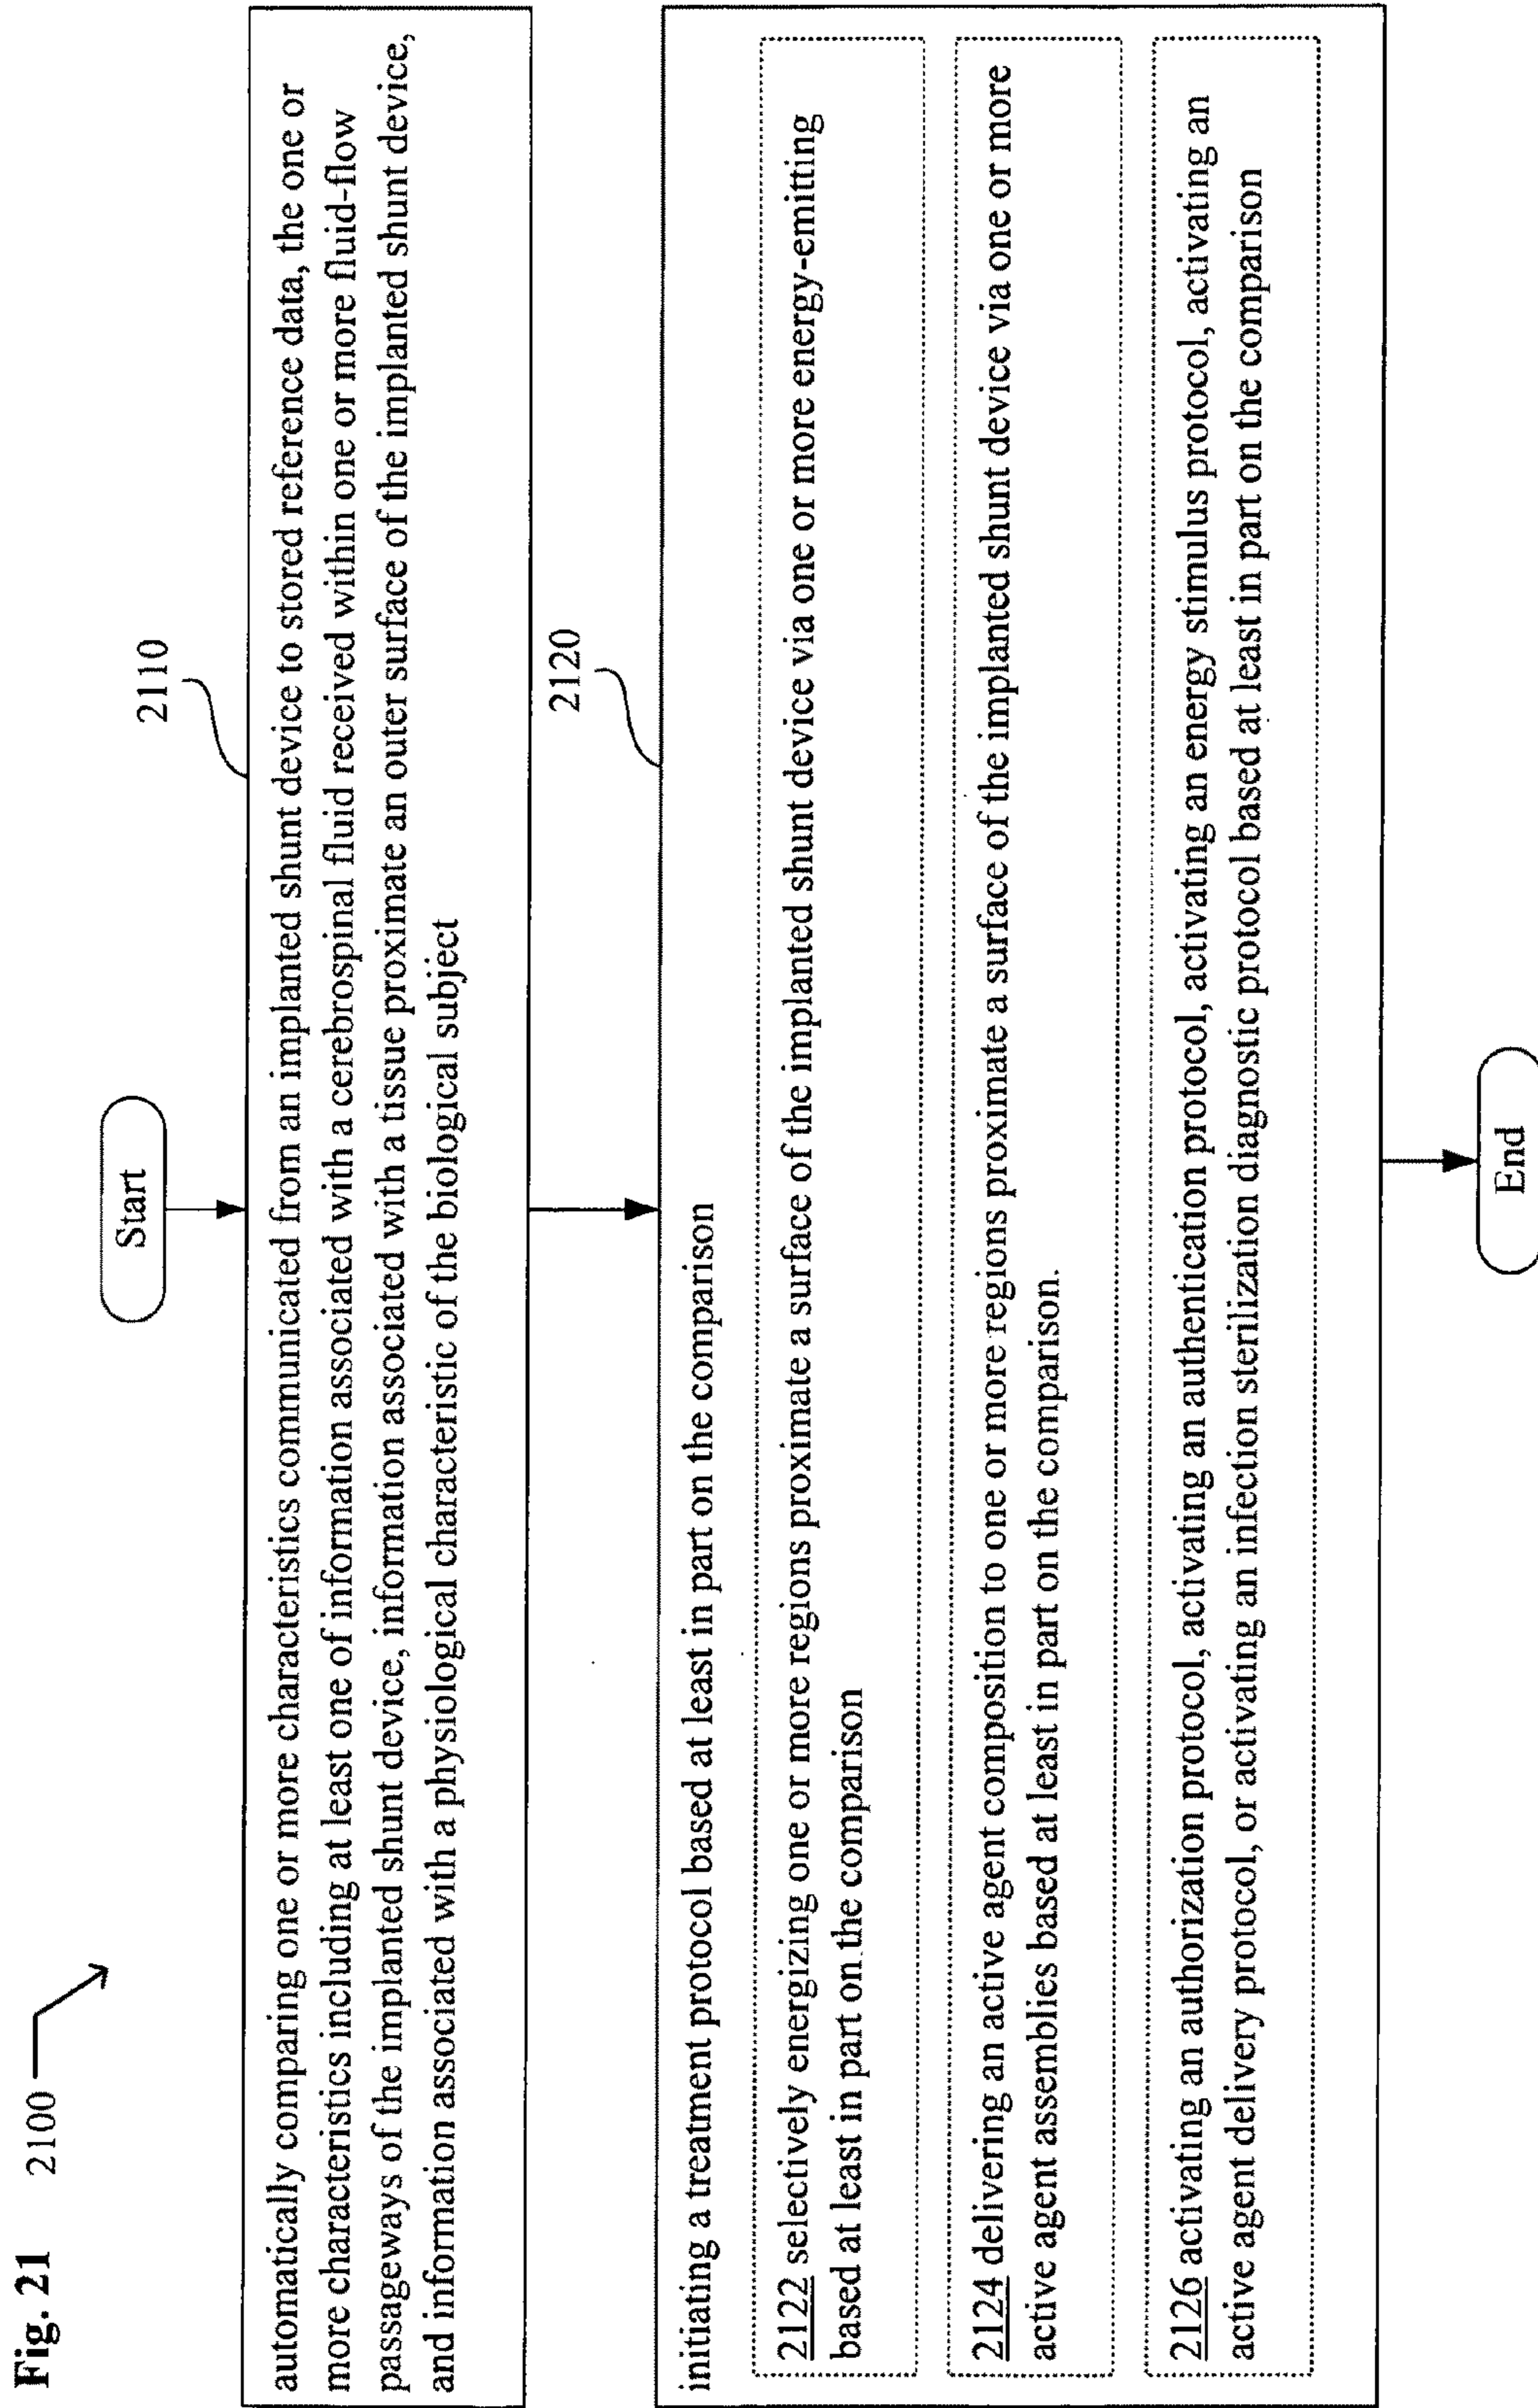 Fig. 21 2100
Start
2110
automatically comparing one or more characteristics communicated from an implanted shunt device to stored reference data, the one or
more characteristics including at least one of information associated with a cerebrospinal fluid received within one or more fluid-flow
passageways of the implanted shunt device, information associated with a tissue proximate an outer surface of the implanted shunt device,
and information associated with a physiological characteristic of the biological subject
2120
initiating a treatment protocol based at least in part on the comparison
2122 selectively energizing one or more regions proximate a surface of the implanted shunt device via one or more energy-emitting
based at least in part on the comparison
2124 delivering an active agent composition to one or more regions proximate a surface of the implanted shunt device via one or more
active agent assemblies based at least in part on the comparison.
2126 activating an authorization protocol, activating an authentication protocol, activating an energy stimulus protocol, activating an
active agent delivery protocol, or activating an infection sterilization diagnostic protocol based at least in part on the comparison
End